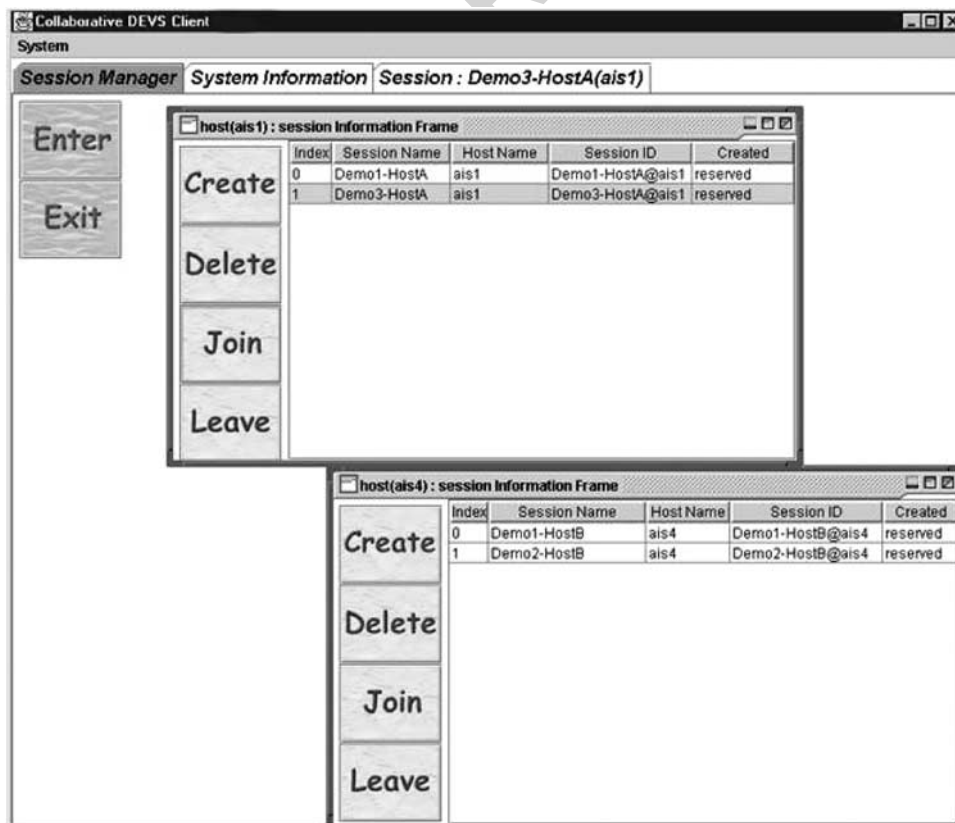 Collaborative DEVS Client
System
Session Manager System Information Session : Demo3-HostA(ais1)
Enter
Exit
host(ais1) : session Information Frame
Index Session Name Host Name Session ID Created
0 Demo1-HostA ais1 Demo1-HostA@ais1 reserved
1 Demo3-HostA ais1 Demo3-HostA@ais1 reserved
Create
Delete
Join
Leave
host(ais4) : session Information Frame
Index Session Name Host Name Session ID Created
0 Demo1-HostB ais4 Demo1-HostB@ais4 reserved
1 Demo2-HostB ais4 Demo2-HostB@ais4 reserved
Create
Delete
Join
Leave